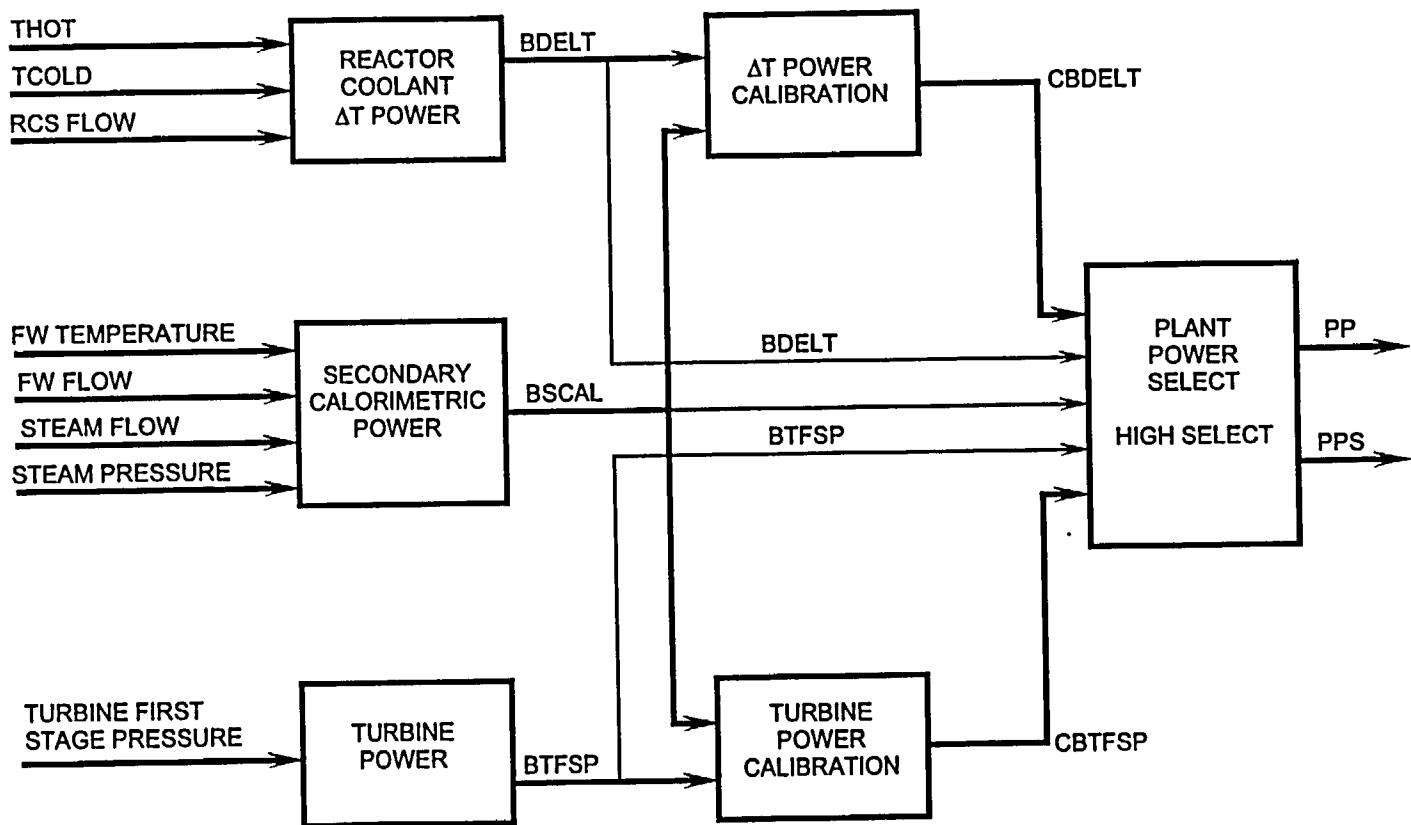 THOT
TCOLD
RCS FLOW
REACTOR
COOLANT
ΔT POWER
BDELT
ΔT POWER
CALIBRATION
CBDELT
FW TEMPERATURE
FW FLOW
STEAM FLOW
STEAM PRESSURE
SECONDARY
CALORIMETRIC
POWER
BSCAL
BDELT
BTFSP
PLANT
POWER
SELECT
HIGH SELECT
PP
PPS
TURBINE FIRST
STAGE PRESSURE
TURBINE
POWER
BTFSP
TURBINE
POWER
CALIBRATION
CBTFSP